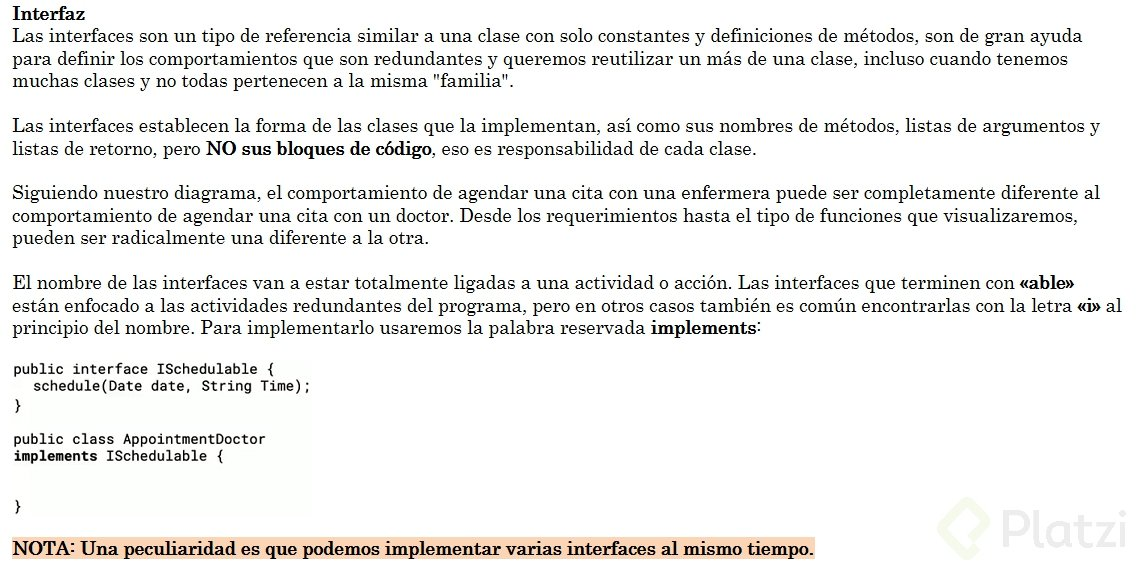 Interfaz
Las interfaces son un tipo de referencia similar a una clase con solo constantes y definiciones de métodos, son de gran ayuda
para definir los comportamientos que son redundantes y queremos reutilizar un más de una clase, incluso cuando tenemos
muchas clases y no todas pertenecen a la misma "familia".
Las interfaces establecen la forma de las clases que la implementan, así como sus nombres de métodos, listas de argumentos y
listas de retorno, pero NO sus bloques de código, eso es responsabilidad de cada clase.
Siguiendo nuestro diagrama, el comportamiento de agendar una cita con una enfermera puede ser completamente diferente al
comportamiento de agendar una cita con un doctor. Desde los requerimientos hasta el tipo de funciones que visualizaremos,
pueden ser radicalmente una diferente a la otra.
El nombre de las interfaces van a estar totalmente ligadas a una actividad o acción. Las interfaces que terminen con «able»
están enfocado a las actividades redundantes del programa, pero en otros casos también es común encontrarlas con la letra «i» al
principio del nombre. Para implementarlo usaremos la palabra reservada implements:
public interface ISchedulable {
schedule(Date date, String Time);
}
public class AppointmentDoctor
implements ISchedulable {
}
NOTA: Una peculiaridad es que podemos implementar varias interfaces al mismo tiempo.
Platzi